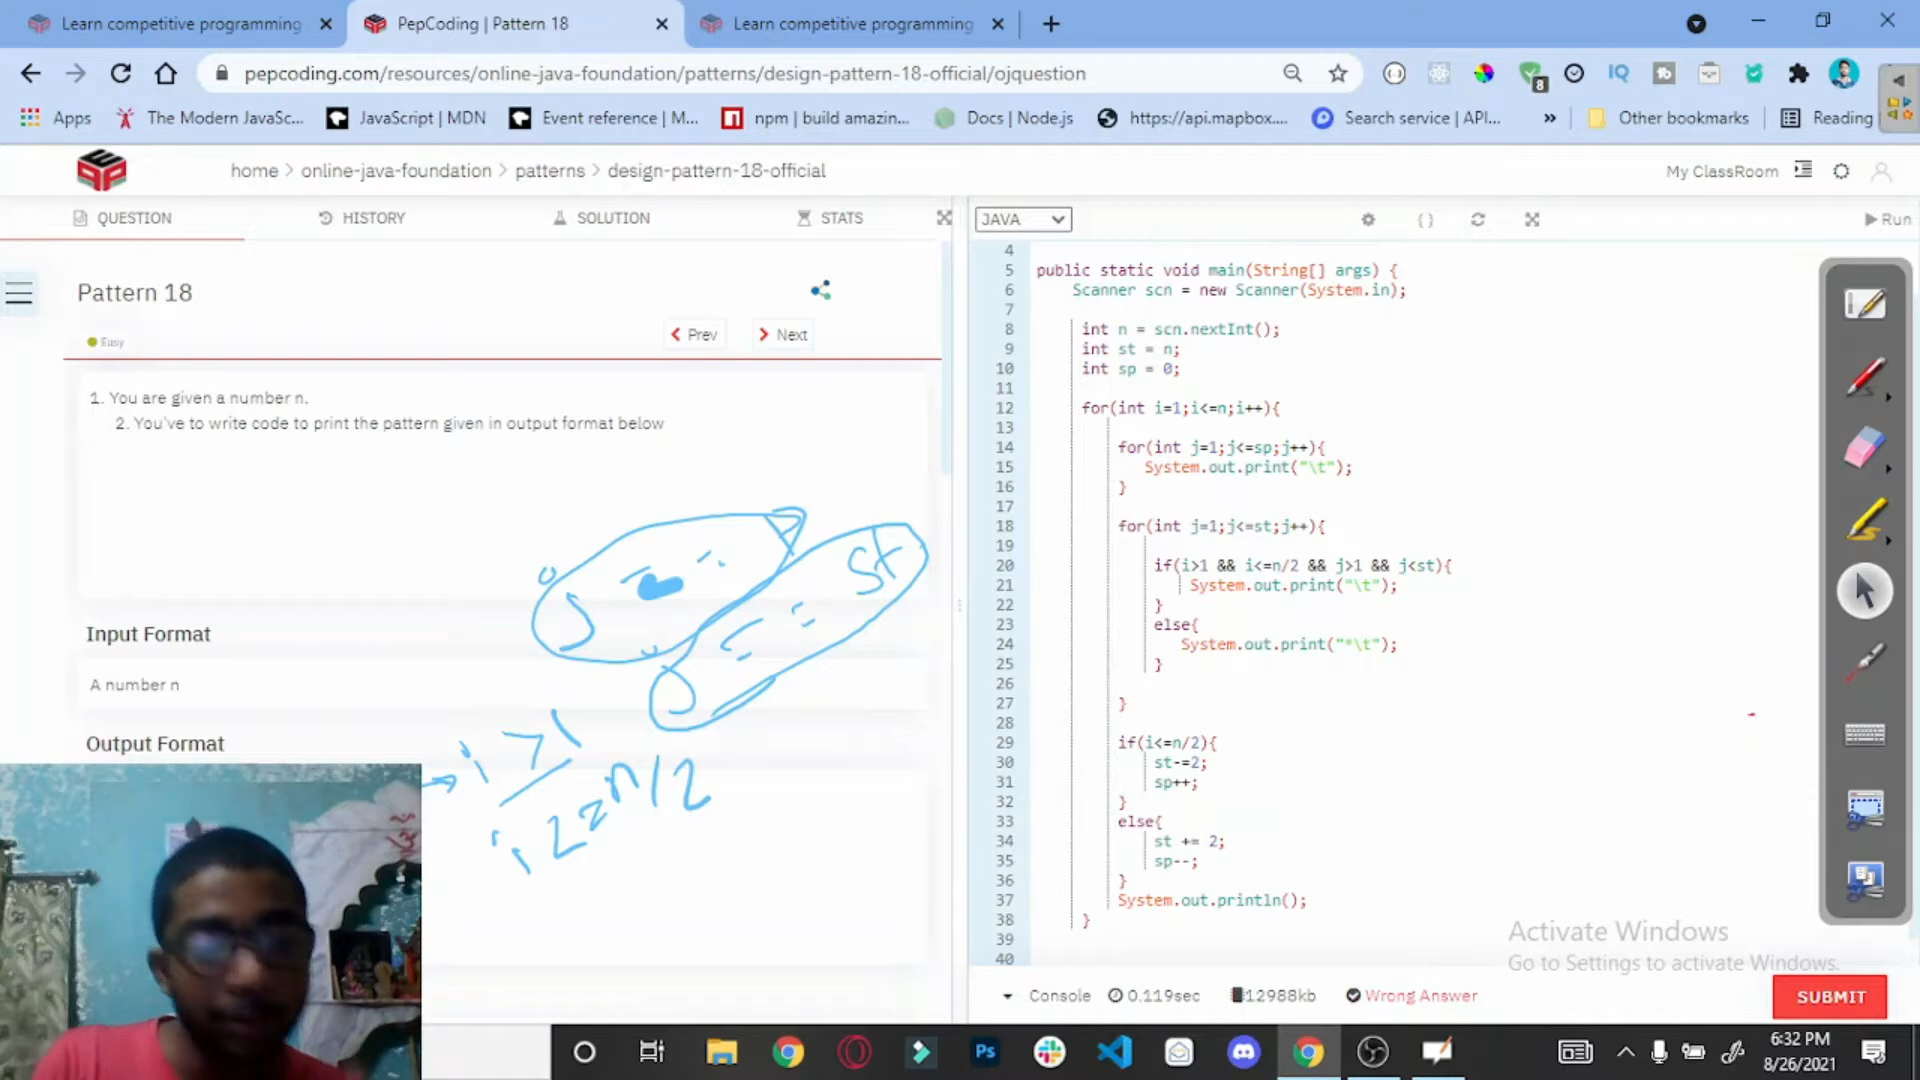 Learn competitive programming
PepCoding | Pattern 18
Learn competitive programming
pepcoding.com/resources/online-java-foundation/patterns/design-pattern-18-official/ojquestion
8
IQ
Apps
The Modern JavaSc...
JavaScript | MDN
Event reference | M...
npm | build amazin...
Docs | Node.js
https://api.mapbox....
Search service | API...
»
Other bookmarks
Reading
PEP
home > online-java-foundation > patterns > design-pattern-18-official
My ClassRoom
QUESTION
HISTORY
SOLUTION
STATS
JAVA
{ }
Run
Pattern 18
Prev
Next
Easy
1. You are given a number n.
2. You've to write code to print the pattern given in output format below
st
Input Format
A number n
Output Format
i > 1
i <= n/2
4
5 public static void main(String[] args) {
6 Scanner scn = new Scanner(System.in);
7
8 int n = scn.nextInt();
9 int st = n;
10 int sp = 0;
11
12 for(int i=1;i<=n;i++){
13
14 for(int j=1;j<=sp;j++){
15 System.out.print("\t");
16 }
17
18 for(int j=1;j<=st;j++){
19
20 if(i>1 && i<=n/2 && j>1 && j<st){
21 System.out.print("\t");
22 }
23 else{
24 System.out.print("*\t");
25 }
26
27 }
28
29 if(i<=n/2){
30 st-=2;
31 sp++;
32 }
33 else{
34 st += 2;
35 sp--;
36 }
37 System.out.println();
38 }
39
40
Activate Windows
Go to Settings to activate Windows.
Console
0.119sec
12988kb
Wrong Answer
SUBMIT
Ps
6:32 PM
8/26/2021